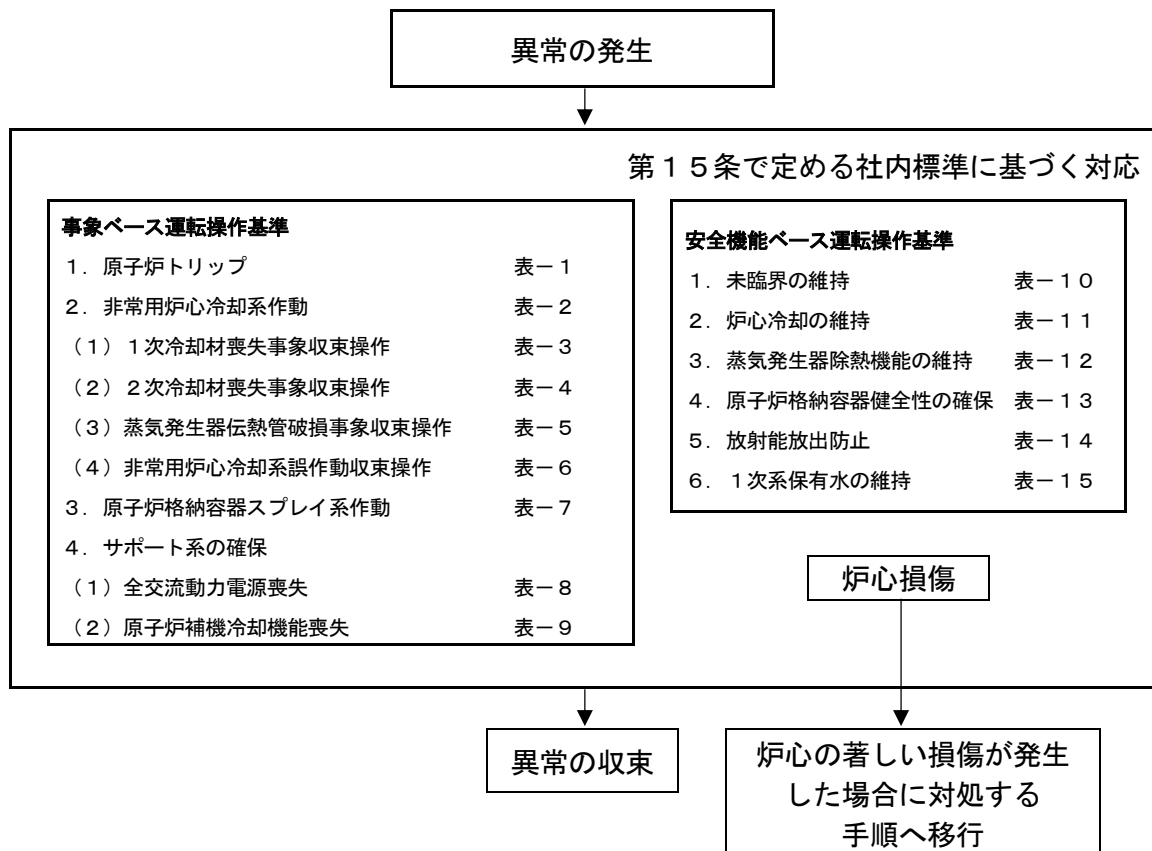 異常の発生
第１５条で定める社内標準に基づく対応
事象ベース運転操作基準
１．原子炉トリップ 表－１
２．非常用炉心冷却系作動 表－２
（１）１次冷却材喪失事象収束操作 表－３
（２）２次冷却材喪失事象収束操作 表－４
（３）蒸気発生器伝熱管破損事象収束操作 表－５
（４）非常用炉心冷却系誤作動収束操作 表－６
３．原子炉格納容器スプレイ系作動 表－７
４．サポート系の確保
（１）全交流動力電源喪失 表－８
（２）原子炉補機冷却機能喪失 表－９
安全機能ベース運転操作基準
１．未臨界の維持 表－１０
２．炉心冷却の維持 表－１１
３．蒸気発生器除熱機能の維持 表－１２
４．原子炉格納容器健全性の確保 表－１３
５．放射能放出防止 表－１４
６．１次系保有水の維持 表－１５
炉心損傷
異常の収束
炉心の著しい損傷が発生
した場合に対処する
手順へ移行